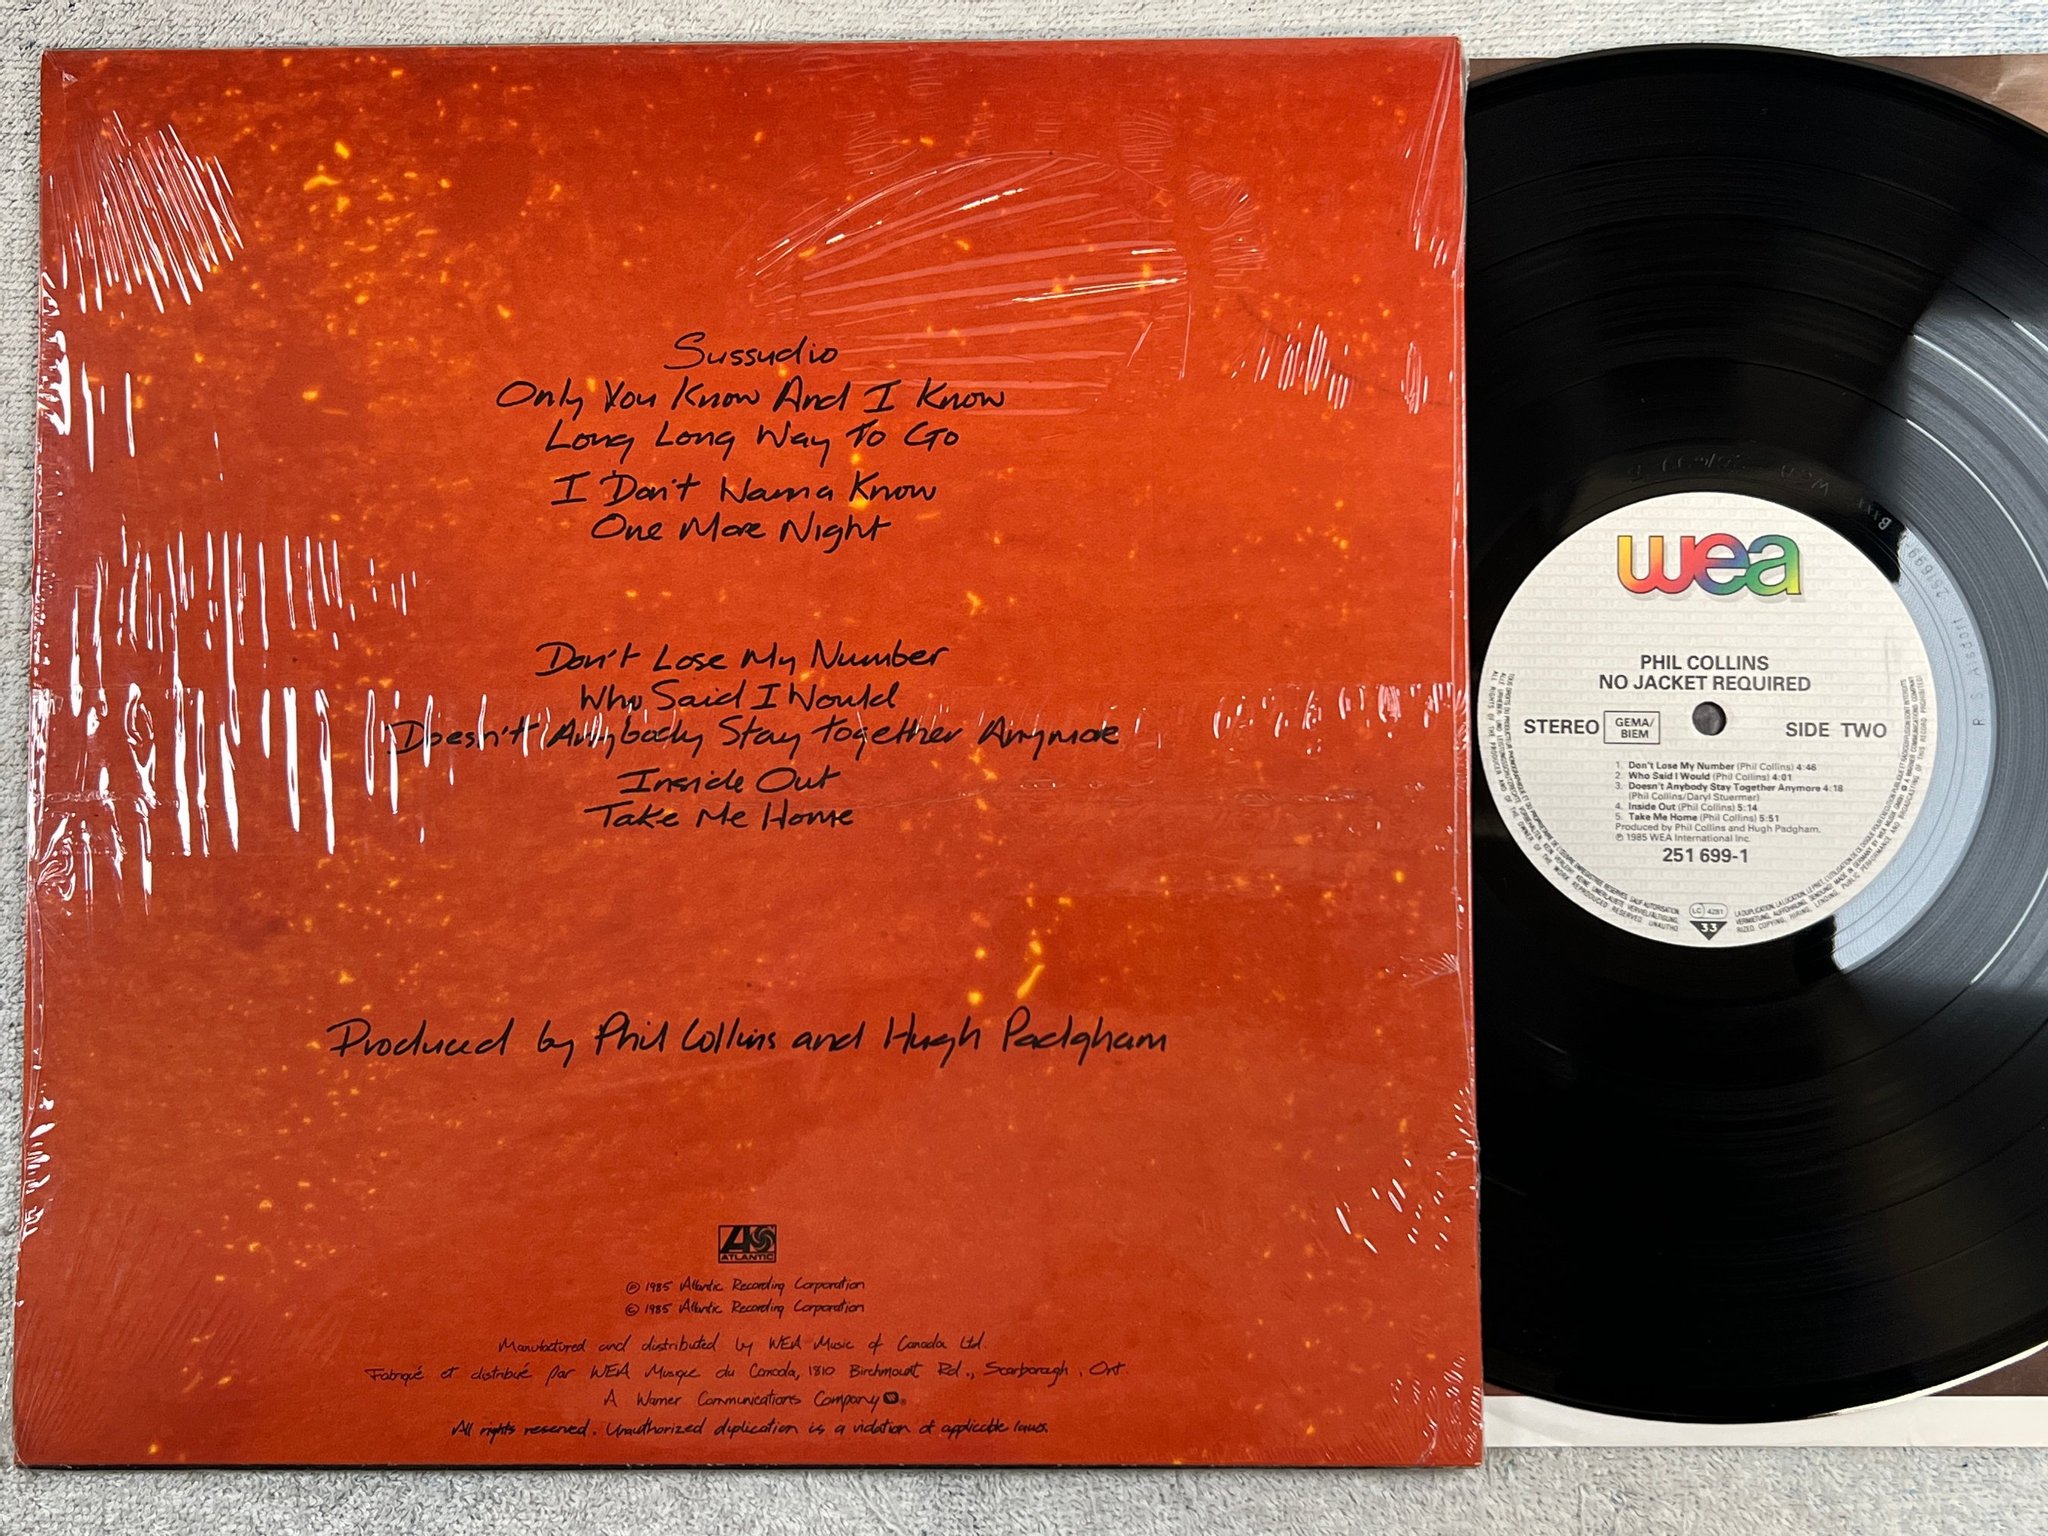 Sussudio
Only You Know And I Know
Long Long Way To Go
I Don't Wanna Know
One More Night
Don't Lose My Number
Who Said I Would
Doesn't Anybody Stay Together Anymore
Inside Out
Take Me Home
Produced by Phil Collins and Hugh Padgham
ATLANTIC
℗ 1985 Atlantic Recording Corporation
© 1985 Atlantic Recording Corporation
Manufactured and distributed by WEA Music of Canada Ltd.
Fabriqué et distribué par WEA Musique du Canada, 1810 Birchmount Rd., Scarborough, Ont.
A Warner Communications Company ®
All rights reserved. Unauthorized duplication is a violation of applicable laws.
wea
PHIL COLLINS
NO JACKET REQUIRED
STEREO GEMA/BIEM SIDE TWO
1. Don't Lose My Number (Phil Collins) 4:46
2. Who Said I Would (Phil Collins) 4:01
3. Doesn't Anybody Stay Together Anymore 4:18
(Phil Collins/Daryl Stuermer)
4. Inside Out (Phil Collins) 5:14
5. Take Me Home (Phil Collins) 5:51
Produced by Phil Collins and Hugh Padgham.
℗ 1985 WEA International Inc.
251 699-1
LC 4281
33